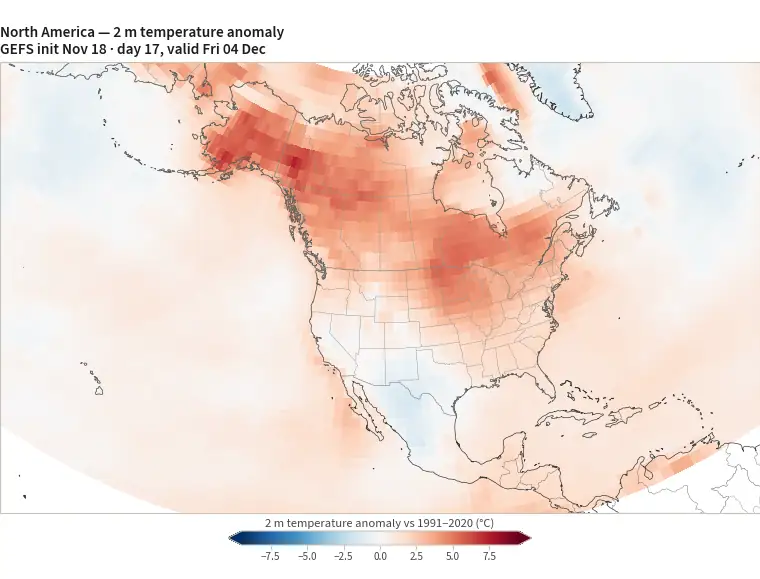 North America — 2 m temperature anomaly
GEFS init Nov 18 · day 17, valid Fri 04 Dec
2 m temperature anomaly vs 1991–2020 (°C)
−7.5 −5.0 −2.5 0.0 2.5 5.0 7.5